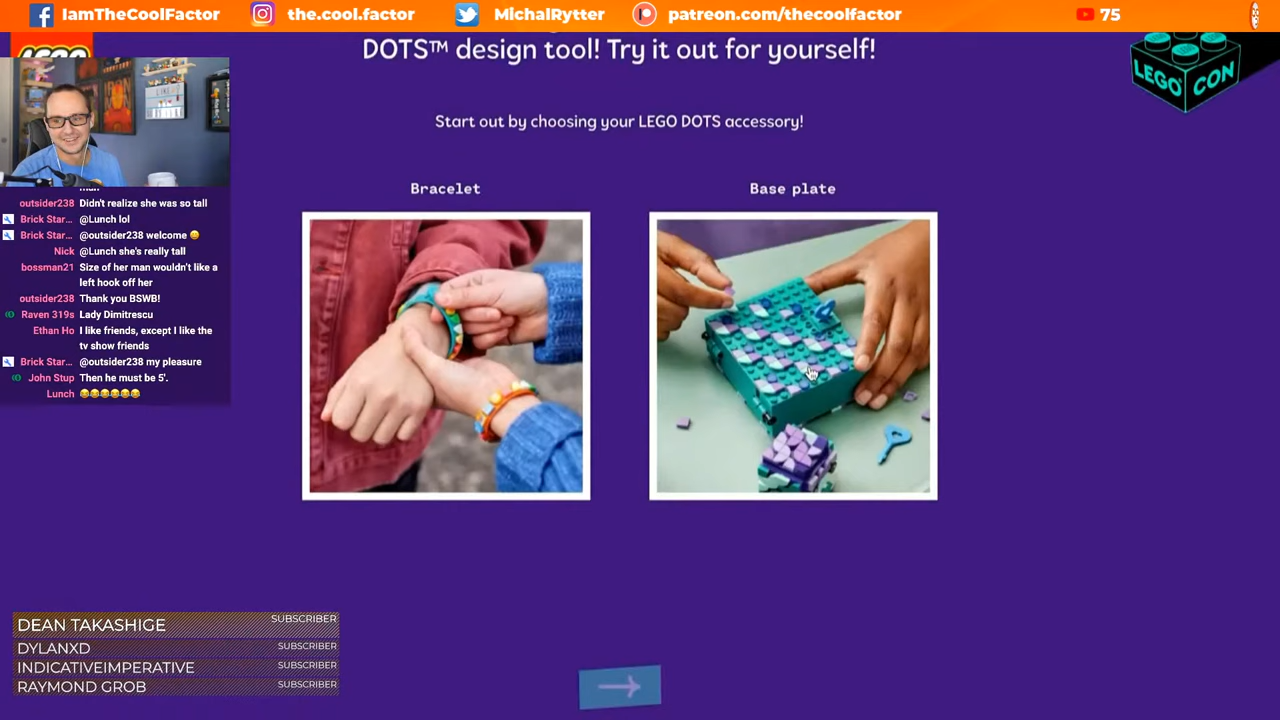 IamTheCoolFactor
the.cool.factor
MichalRytter
patreon.com/thecoolfactor
75
DOTS™ design tool! Try it out for yourself!
LEGO CON
Start out by choosing your LEGO DOTS accessory!
Bracelet
Base plate
outsider238 Didn't realize she was so tall
Brick Star... @Lunch lol
Brick Star... @outsider238 welcome 😄
Nick @Lunch she's really tall
bossman21 Size of her man wouldn't like a
left hook off her
outsider238 Thank you BSWB!
Raven 319s Lady Dimitrescu
Ethan Ho I like friends, except I like the
tv show friends
Brick Star... @outsider238 my pleasure
John Stup Then he must be 5'.
Lunch 😂😂😂😂😂😂
DEAN TAKASHIGE SUBSCRIBER
DYLANXD SUBSCRIBER
INDICATIVEIMPERATIVE SUBSCRIBER
RAYMOND GROB SUBSCRIBER